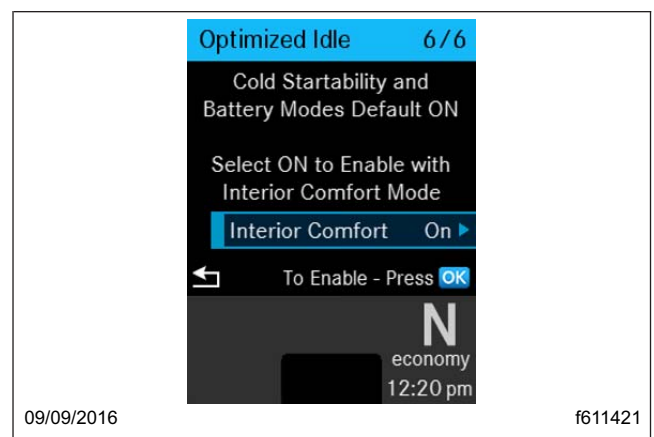 Optimized Idle 6/6
Cold Startability and
Battery Modes Default ON
Select ON to Enable with
Interior Comfort Mode
Interior Comfort On
To Enable - Press OK
N
economy
12:20 pm
09/09/2016 f611421